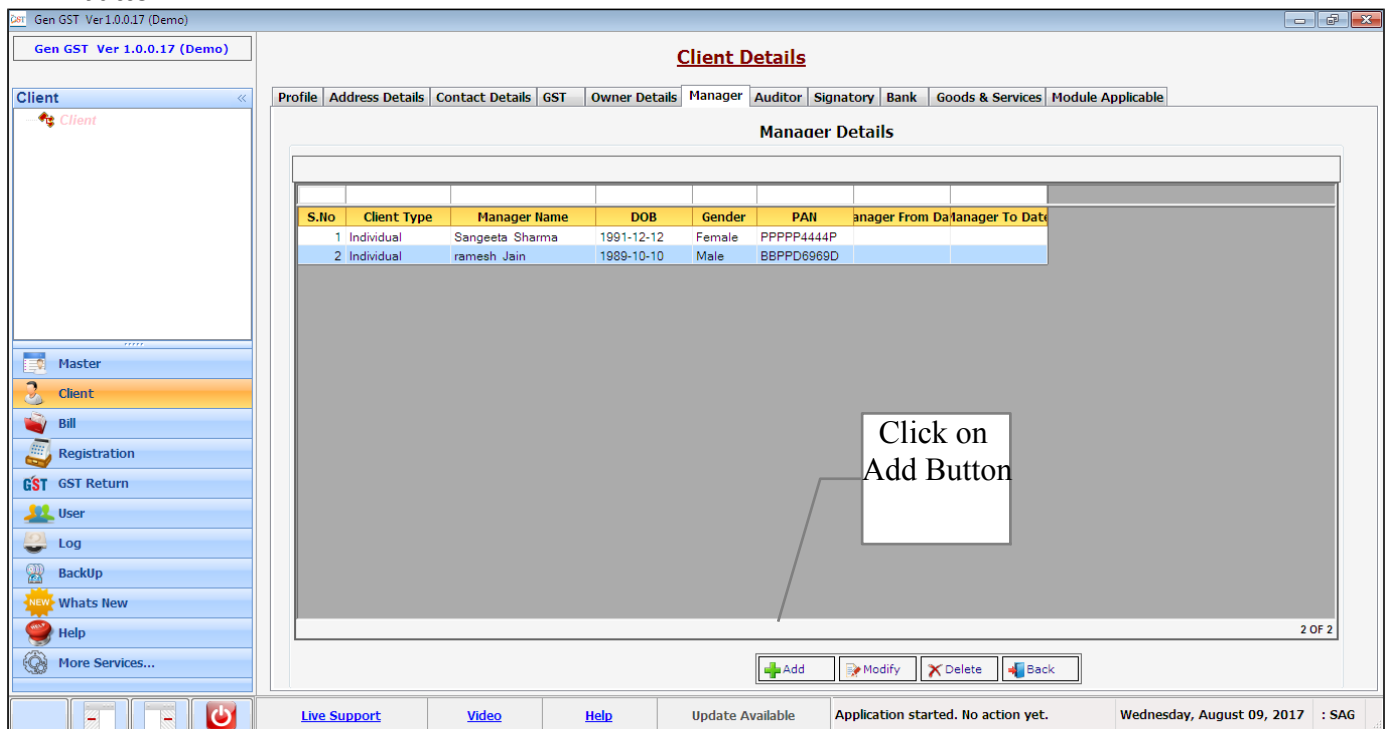 Gen GST Ver 1.0.0.17 (Demo)
Gen GST Ver 1.0.0.17 (Demo)
Client Details
Client «
Client
Profile Address Details Contact Details GST Owner Details Manager Auditor Signatory Bank Goods & Services Module Applicable
Manager Details
S.No Client Type Manager Name DOB Gender PAN anager From Da Manager To Date
1 Individual Sangeeta Sharma 1991-12-12 Female PPPPP4444P
2 Individual ramesh Jain 1989-10-10 Male BBPPD6969D
Master
Client
Bill
Registration
GST GST Return
User
Log
BackUp
NEW Whats New
HELP Help
More Services...
Click on
Add Button
2 OF 2
Add Modify Delete Back
Live Support Video Help Update Available Application started. No action yet. Wednesday, August 09, 2017 : SAG